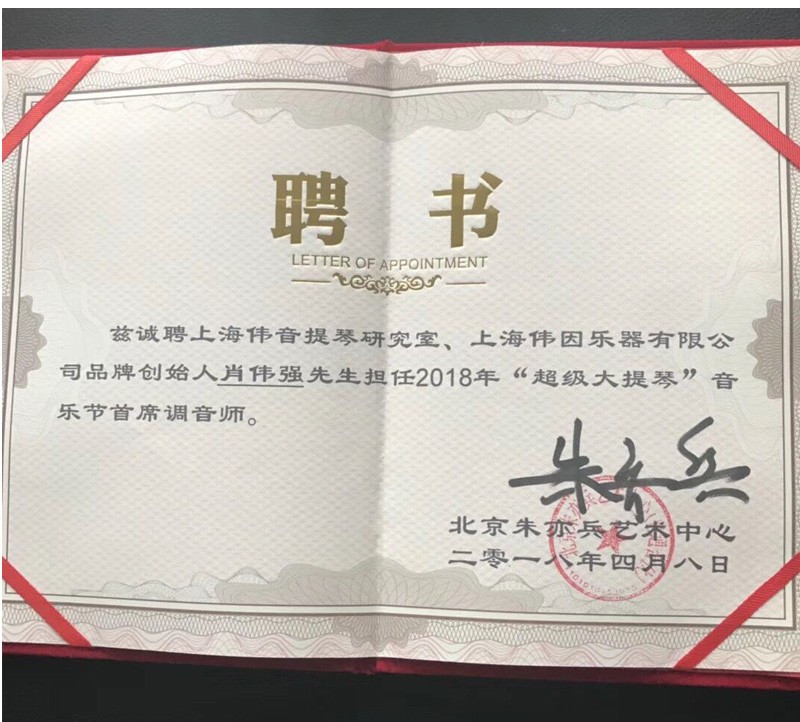 聘 书
LETTER OF APPOINTMENT
兹诚聘上海伟音提琴研究室、上海伟因乐器有限公
司品牌创始人肖伟强先生担任2018年“超级大提琴”音
乐节首席调音师。
朱亦兵
北京朱亦兵艺术中心
二零一八年四月八日